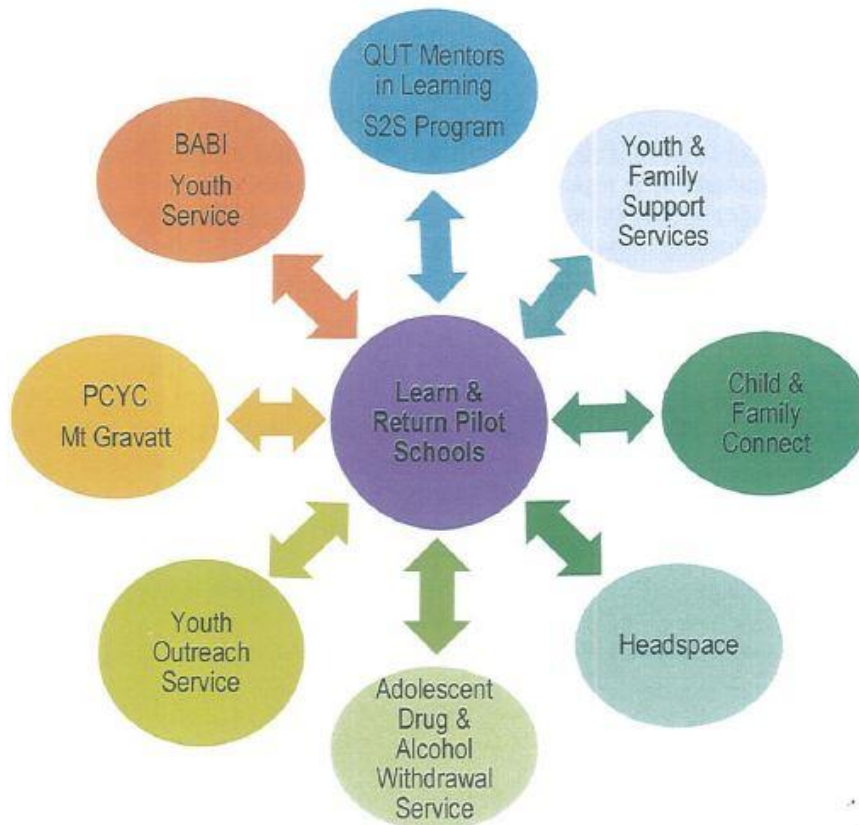 QUT Mentors
in Learning
S2S Program
Youth &
Family
Support
Services
Child &
Family
Connect
Headspace
Adolescent
Drug &
Alcohol
Withdrawal
Service
Youth
Outreach
Service
PCYC
Mt Gravatt
BABI
Youth
Service
Learn &
Return Pilot
Schools